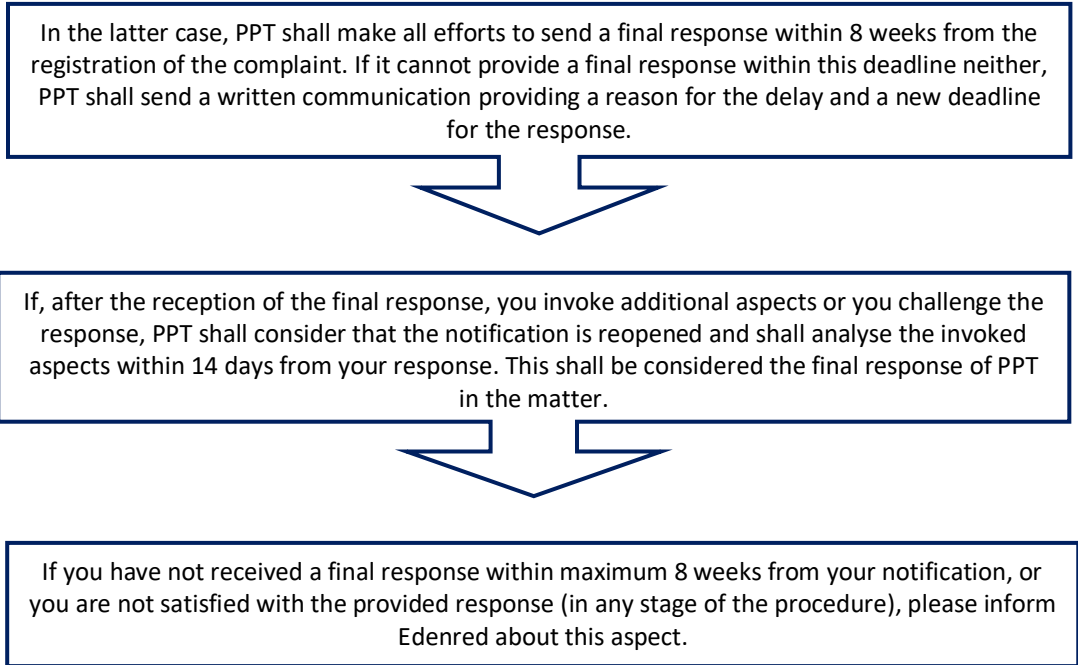 In the latter case, PPT shall make all efforts to send a final response within 8 weeks from the
registration of the complaint. If it cannot provide a final response within this deadline neither,
PPT shall send a written communication providing a reason for the delay and a new deadline
for the response.
If, after the reception of the final response, you invoke additional aspects or you challenge the
response, PPT shall consider that the notification is reopened and shall analyse the invoked
aspects within 14 days from your response. This shall be considered the final response of PPT
in the matter.
If you have not received a final response within maximum 8 weeks from your notification, or
you are not satisfied with the provided response (in any stage of the procedure), please inform
Edenred about this aspect.